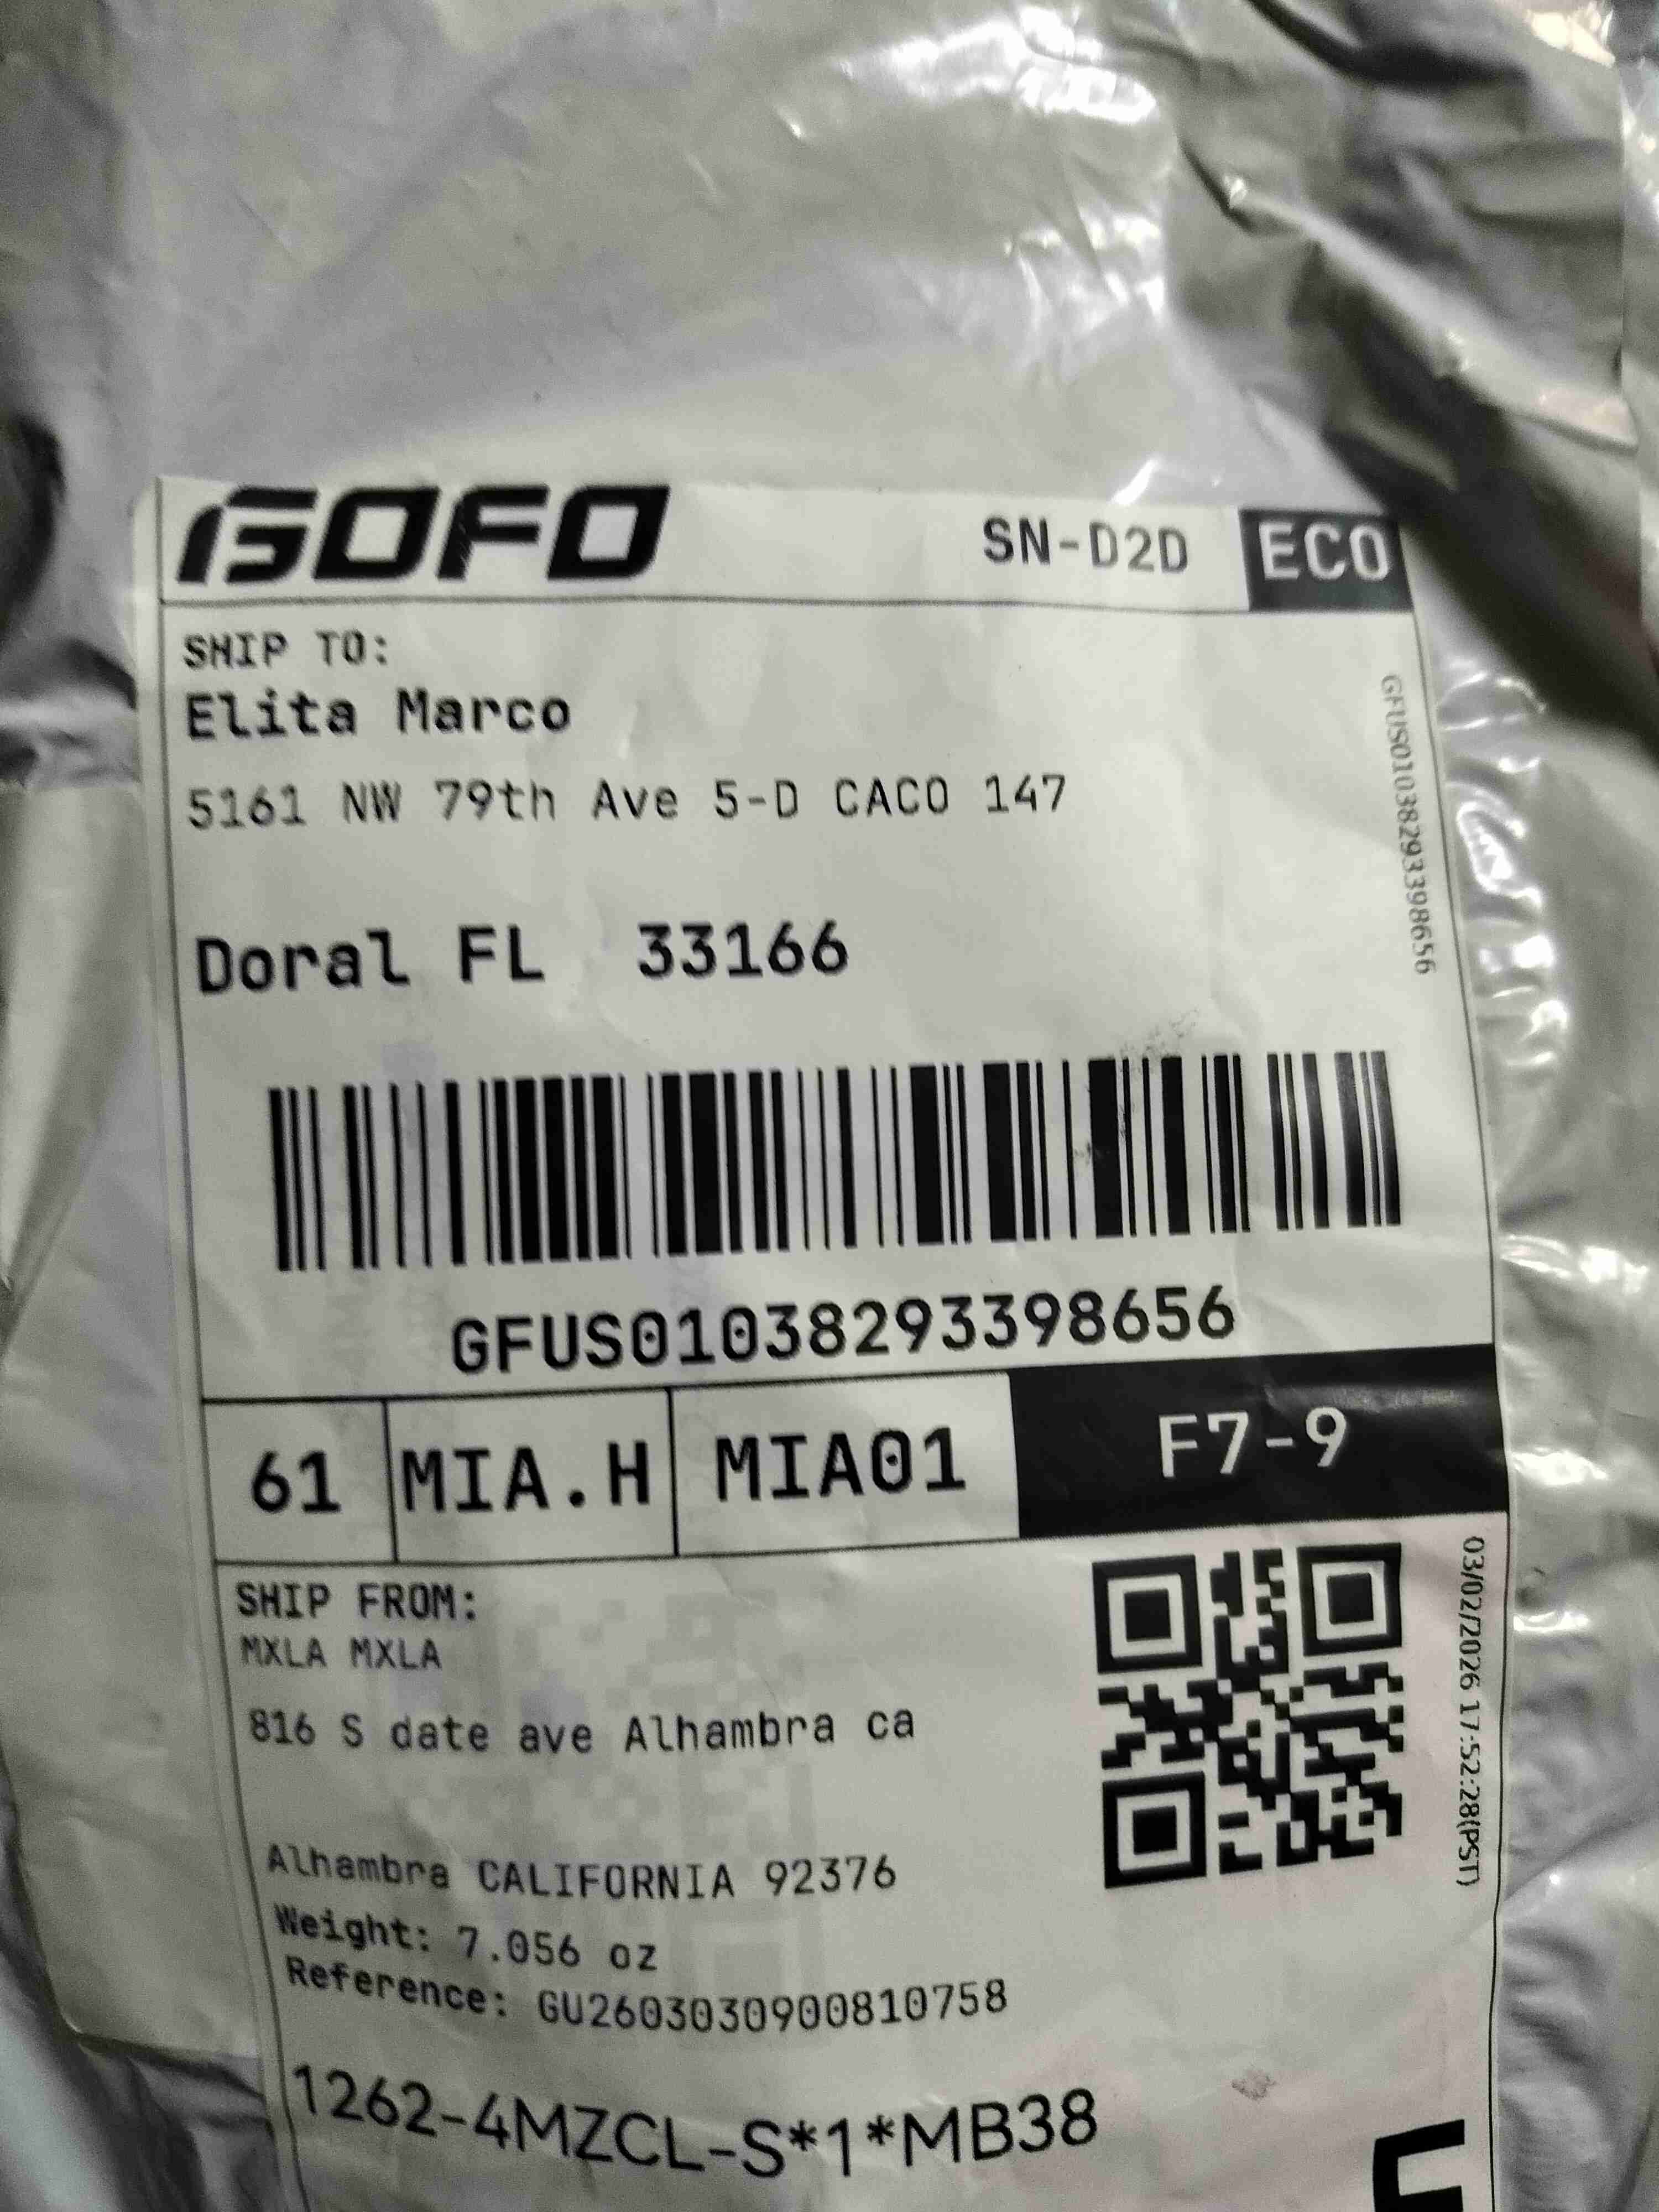 GOFO SN-D2D ECO
SHIP TO:
Elita Marco
5161 NW 79th Ave 5-D CACO 147
Doral FL 33166
GFUS01038293398656
GFUS01038293398656
61 MIA.H MIA01 F7-9
SHIP FROM:
MXLA MXLA
816 S date ave Alhambra ca
Alhambra CALIFORNIA 92376
Weight: 7.056 oz
Reference: GU2603030900810758
03/02/2026 17:52:28(PST)
1262-4MZCL-S*1*MB38